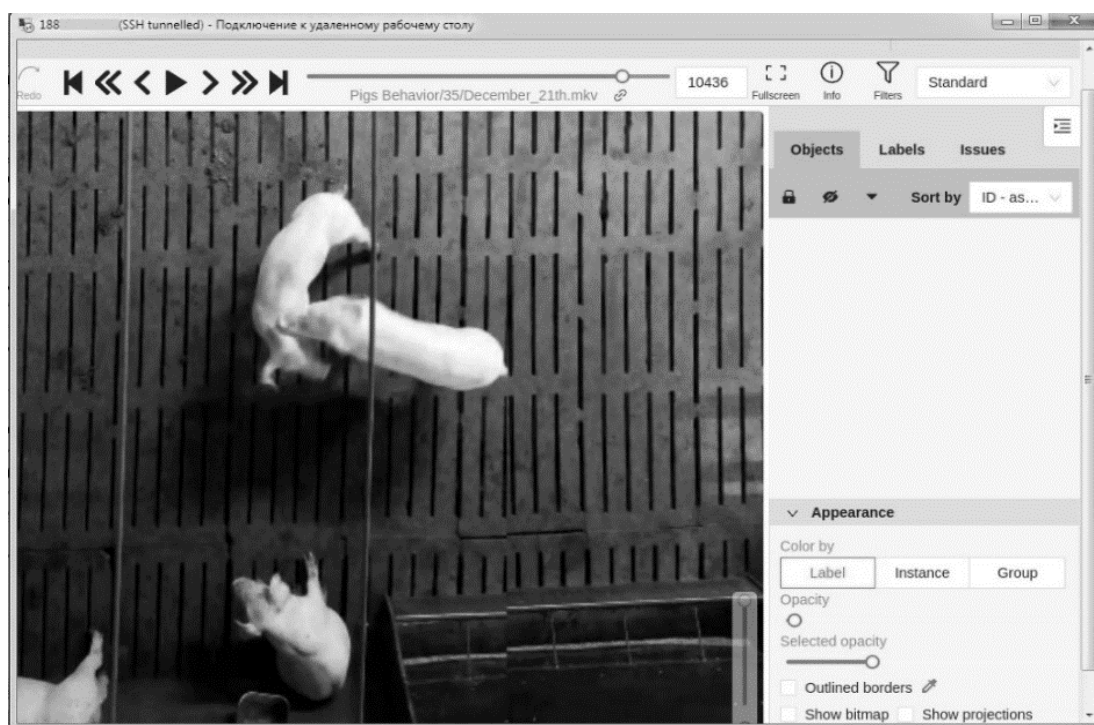 188 (SSH tunnelled) - Подключение к удаленному рабочему столу
Redo
Pigs Behavior/35/December_21th.mkv
10436
Fullscreen
Info
Filters
Standard
Objects Labels Issues
Sort by ID - as...
Appearance
Color by
Label Instance Group
Opacity
Selected opacity
Outlined borders
Show bitmap Show projections